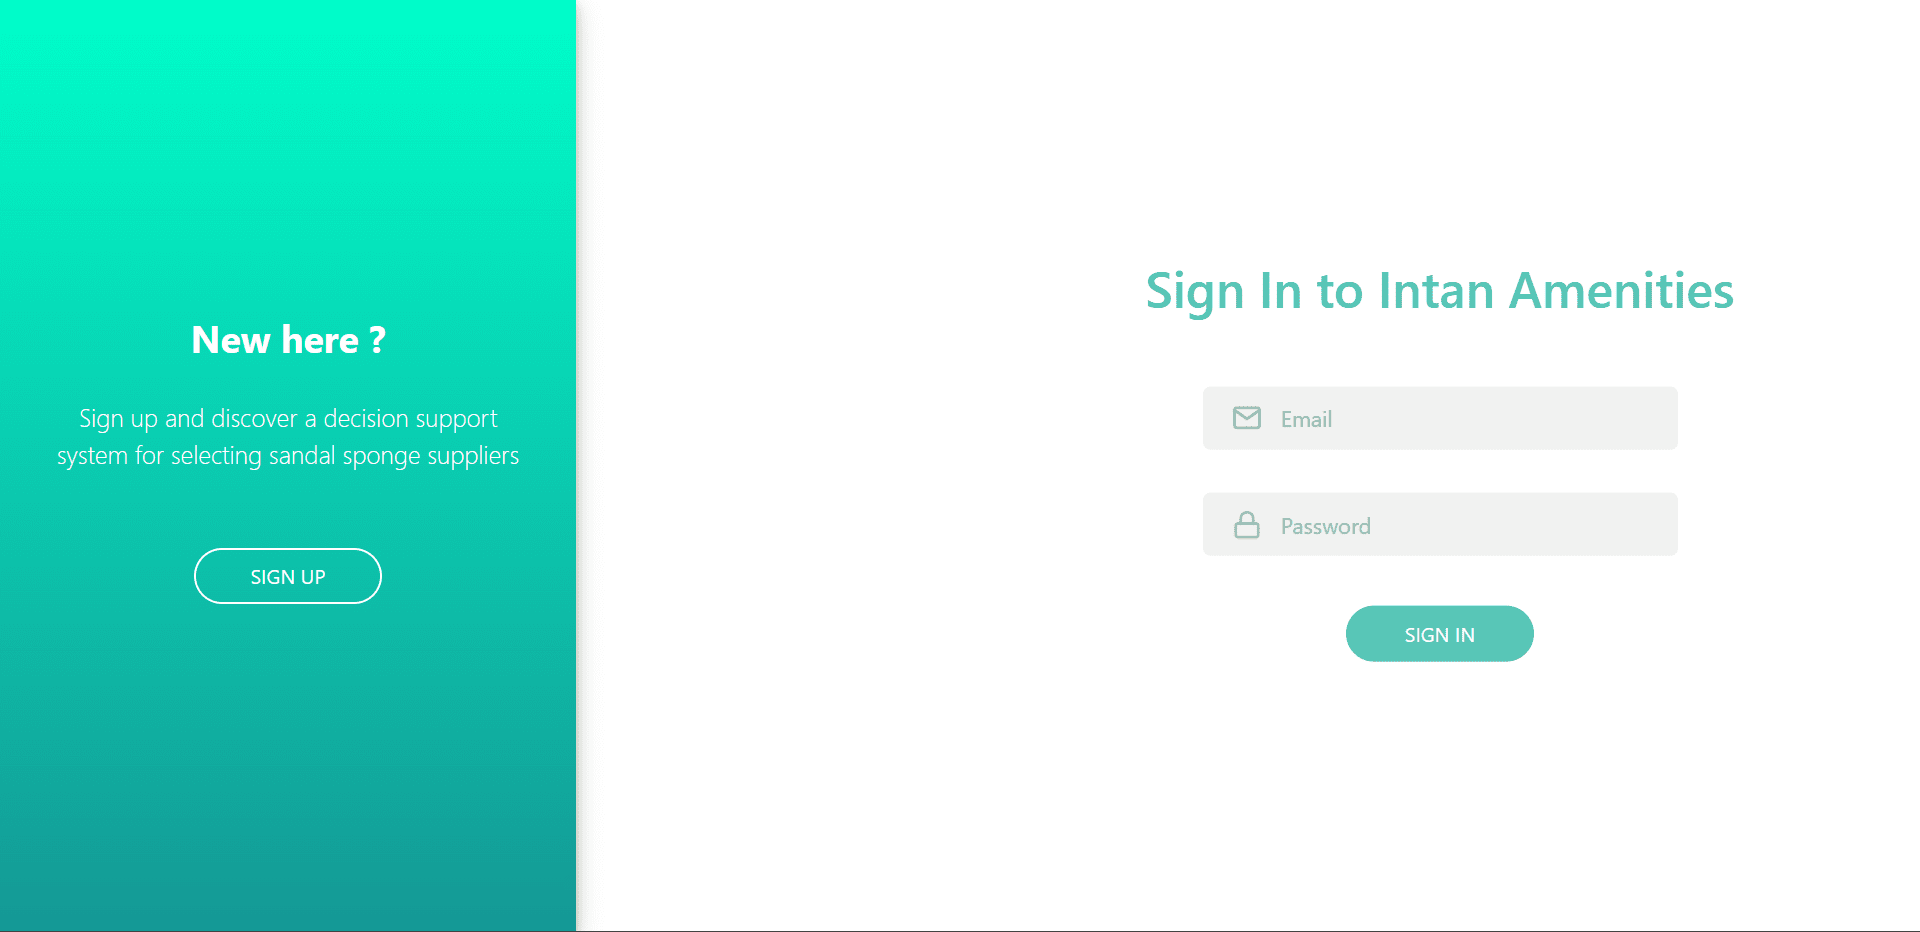 New here ?
Sign up and discover a decision support
system for selecting sandal sponge suppliers
SIGN UP
Sign In to Intan Amenities
Email
Password
SIGN IN